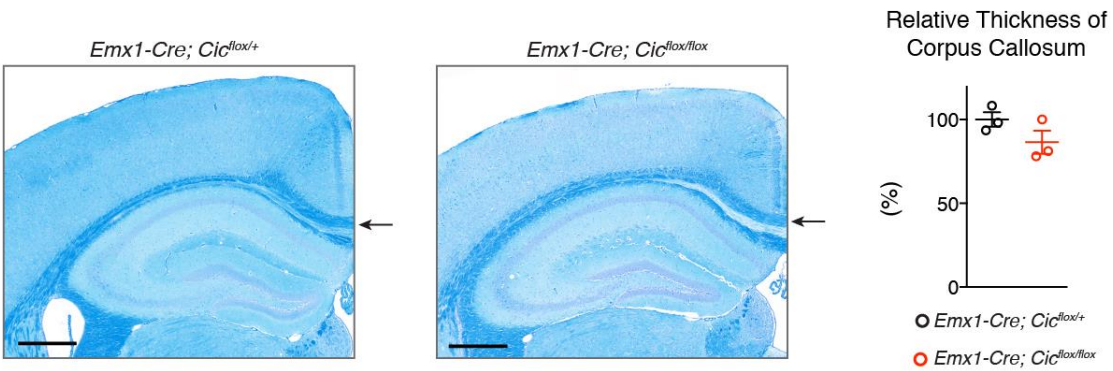 Emx1-Cre; Cicflox/+
Emx1-Cre; Cicflox/flox
Relative Thickness of
Corpus Callosum
100
50
0
(%)
Emx1-Cre; Cicflox/+
Emx1-Cre; Cicflox/flox